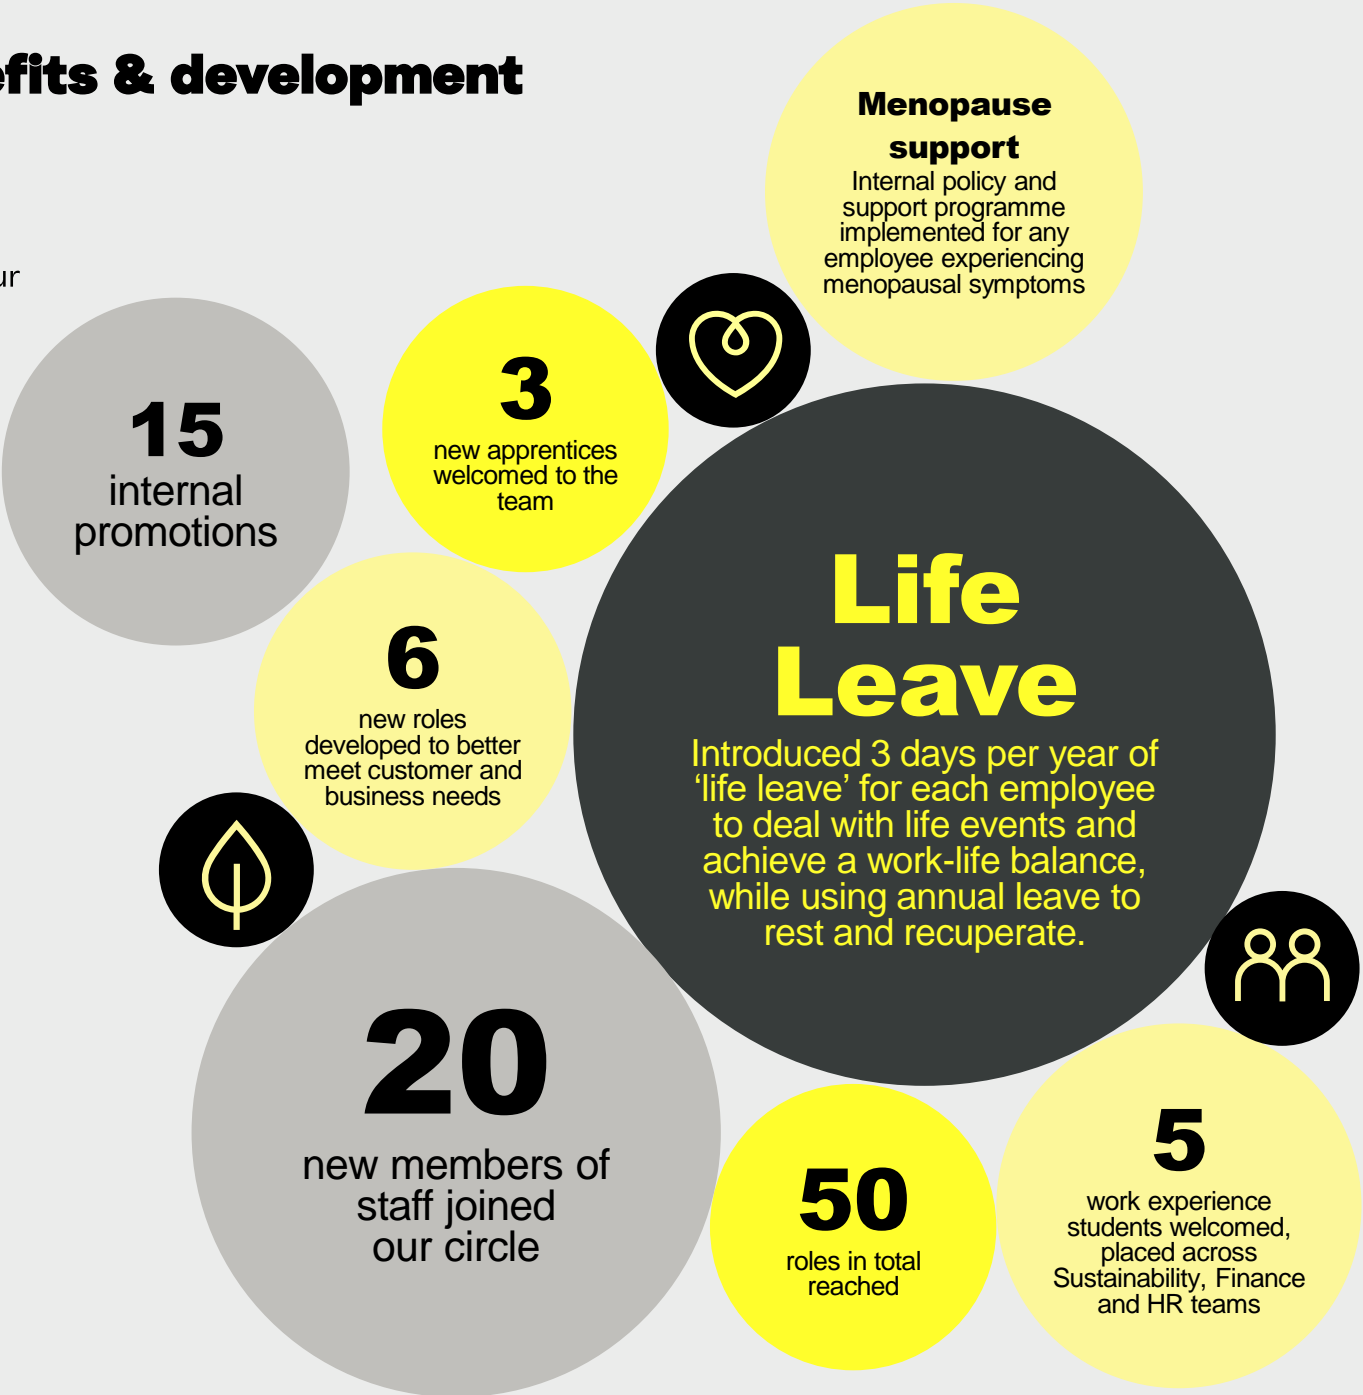 efits & development
ur
Menopause
support
Internal policy and
support programme
implemented for any
employee experiencing
menopausal symptoms
3
new apprentices
welcomed to the
team
15
internal
promotions
Life
Leave
Introduced 3 days per year of
‘life leave’ for each employee
to deal with life events and
achieve a work-life balance,
while using annual leave to
rest and recuperate.
6
new roles
developed to better
meet customer and
business needs
20
new members of
staff joined
our circle
50
roles in total
reached
5
work experience
students welcomed,
placed across
Sustainability, Finance
and HR teams